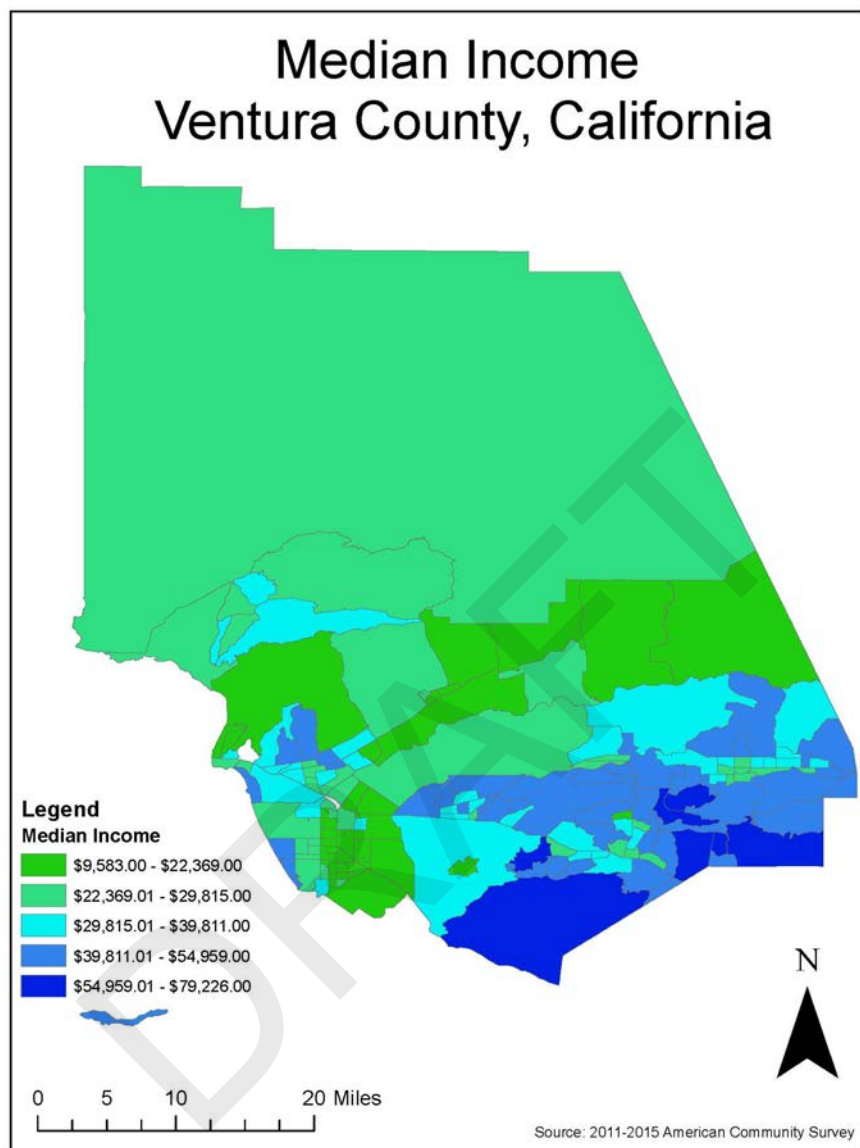 Median Income
Ventura County, California
DRAFT
Legend
Median Income
$9,583.00 - $22,369.00
$22,369.01 - $29,815.00
$29,815.01 - $39,811.00
$39,811.01 - $54,959.00
$54,959.01 - $79,226.00
N
0 5 10 20 Miles
Source: 2011-2015 American Community Survey